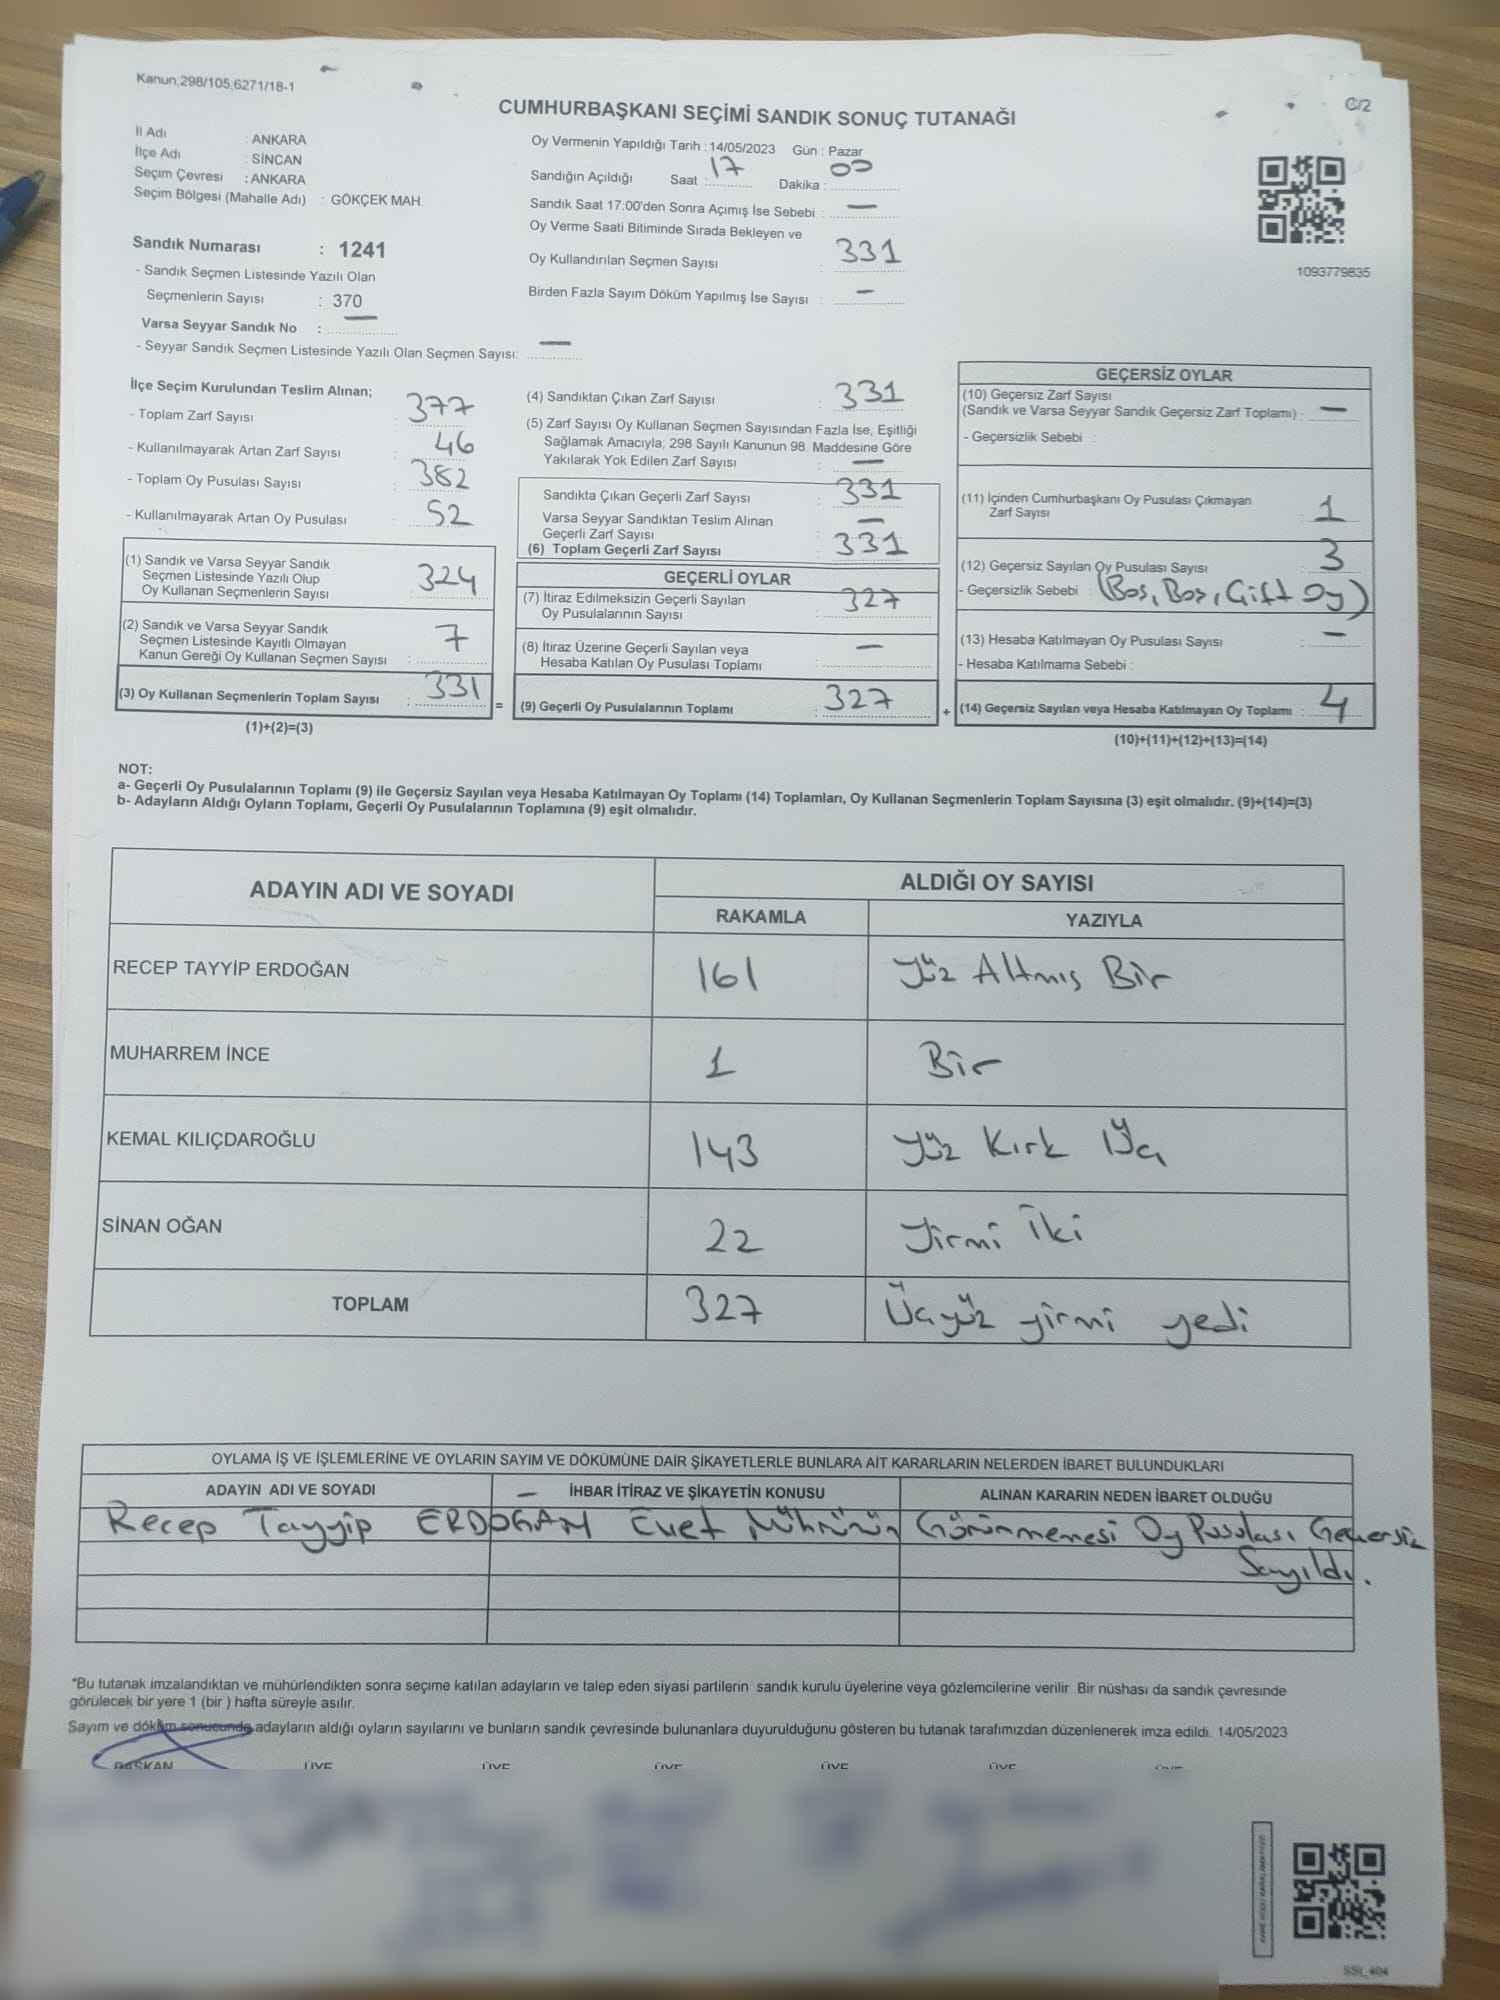 Kanun;298/105,6271/18-1
C/2
CUMHURBAŞKANI SEÇİMİ SANDIK SONUÇ TUTANAĞI
İl Adı : ANKARA
İlçe Adı : SİNCAN
Seçim Çevresi : ANKARA
Seçim Bölgesi (Mahalle Adı) : GÖKÇEK MAH.
Sandık Numarası : 1241
- Sandık Seçmen Listesinde Yazılı Olan
Seçmenlerin Sayısı : 370
Varsa Seyyar Sandık No : —
- Seyyar Sandık Seçmen Listesinde Yazılı Olan Seçmen Sayısı: —
Oy Vermenin Yapıldığı Tarih : 14/05/2023 Gün : Pazar
Sandığın Açıldığı Saat : 17 Dakika : 00
Sandık Saat 17:00'den Sonra Açımış İse Sebebi : —
Oy Verme Saati Bitiminde Sırada Bekleyen ve
Oy Kullandırılan Seçmen Sayısı : 331
Birden Fazla Sayım Döküm Yapılmış İse Sayısı : —
1093779835
İlçe Seçim Kurulundan Teslim Alınan;
- Toplam Zarf Sayısı : 377
- Kullanılmayarak Artan Zarf Sayısı : 46
- Toplam Oy Pusulası Sayısı : 382
- Kullanılmayarak Artan Oy Pusulası : 52
(1) Sandık ve Varsa Seyyar Sandık
Seçmen Listesinde Yazılı Olup
Oy Kullanan Seçmenlerin Sayısı : 324
(2) Sandık ve Varsa Seyyar Sandık
Seçmen Listesinde Kayıtlı Olmayan
Kanun Gereği Oy Kullanan Seçmen Sayısı : 7
(3) Oy Kullanan Seçmenlerin Toplam Sayısı : 331
(1)+(2)=(3)
=
(4) Sandıktan Çıkan Zarf Sayısı : 331
(5) Zarf Sayısı Oy Kullanan Seçmen Sayısından Fazla İse, Eşitliği
Sağlamak Amacıyla; 298 Sayılı Kanunun 98. Maddesine Göre
Yakılarak Yok Edilen Zarf Sayısı : —
Sandıkta Çıkan Geçerli Zarf Sayısı : 331
Varsa Seyyar Sandıktan Teslim Alınan
Geçerli Zarf Sayısı : —
(6) Toplam Geçerli Zarf Sayısı : 331
GEÇERLİ OYLAR
(7) İtiraz Edilmeksizin Geçerli Sayılan
Oy Pusulalarının Sayısı : 327
(8) İtiraz Üzerine Geçerli Sayılan veya
Hesaba Katılan Oy Pusulası Toplamı : —
(9) Geçerli Oy Pusulalarının Toplamı : 327
+
GEÇERSİZ OYLAR
(10) Geçersiz Zarf Sayısı
(Sandık ve Varsa Seyyar Sandık Geçersiz Zarf Toplamı) : —
- Geçersizlik Sebebi :
(11) İçinden Cumhurbaşkanı Oy Pusulası Çıkmayan
Zarf Sayısı : 1
(12) Geçersiz Sayılan Oy Pusulası Sayısı : 3
- Geçersizlik Sebebi : (Boş, Boş, Çift Oy)
(13) Hesaba Katılmayan Oy Pusulası Sayısı : —
- Hesaba Katılmama Sebebi :
(14) Geçersiz Sayılan veya Hesaba Katılmayan Oy Toplamı : 4
(10)+(11)+(12)+(13)=(14)
NOT:
a- Geçerli Oy Pusulalarının Toplamı (9) ile Geçersiz Sayılan veya Hesaba Katılmayan Oy Toplamı (14) Toplamları, Oy Kullanan Seçmenlerin Toplam Sayısına (3) eşit olmalıdır. (9)+(14)=(3)
b- Adayların Aldığı Oyların Toplamı, Geçerli Oy Pusulalarının Toplamına (9) eşit olmalıdır.
ADAYIN ADI VE SOYADI ALDIĞI OY SAYISI
RAKAMLA YAZIYLA
RECEP TAYYİP ERDOĞAN 161 Yüz Altmış Bir
MUHARREM İNCE 1 Bir
KEMAL KILIÇDAROĞLU 143 Yüz Kırk Üç
SİNAN OĞAN 22 Yirmi İki
TOPLAM 327 Üçyüz yirmi yedi
OYLAMA İŞ VE İŞLEMLERİNE VE OYLARIN SAYIM VE DÖKÜMÜNE DAİR ŞİKAYETLERLE BUNLARA AİT KARARLARIN NELERDEN İBARET BULUNDUKLARI
ADAYIN ADI VE SOYADI İHBAR İTİRAZ VE ŞİKAYETİN KONUSU ALINAN KARARIN NEDEN İBARET OLDUĞU
Recep Tayyip ERDOĞAN Evet Mührünün Görünmemesi Oy Pusulası Geçersiz
Sayıldı.
*Bu tutanak imzalandıktan ve mühürlendikten sonra seçime katılan adayların ve talep eden siyasi partilerin sandık kurulu üyelerine veya gözlemcilerine verilir. Bir nüshası da sandık çevresinde
görülecek bir yere 1 (bir ) hafta süreyle asılır.
Sayım ve döküm sonucunda adayların aldığı oyların sayılarını ve bunların sandık çevresinde bulunanlara duyurulduğunu gösteren bu tutanak tarafımızdan düzenlenerek imza edildi. 14/05/2023
BAŞKAN ÜYE ÜYE ÜYE ÜYE ÜYE